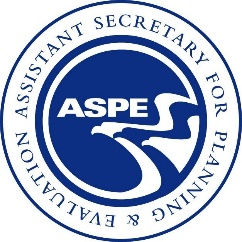 ASSISTANT SECRETARY FOR PLANNING & EVALUATION
ASPE